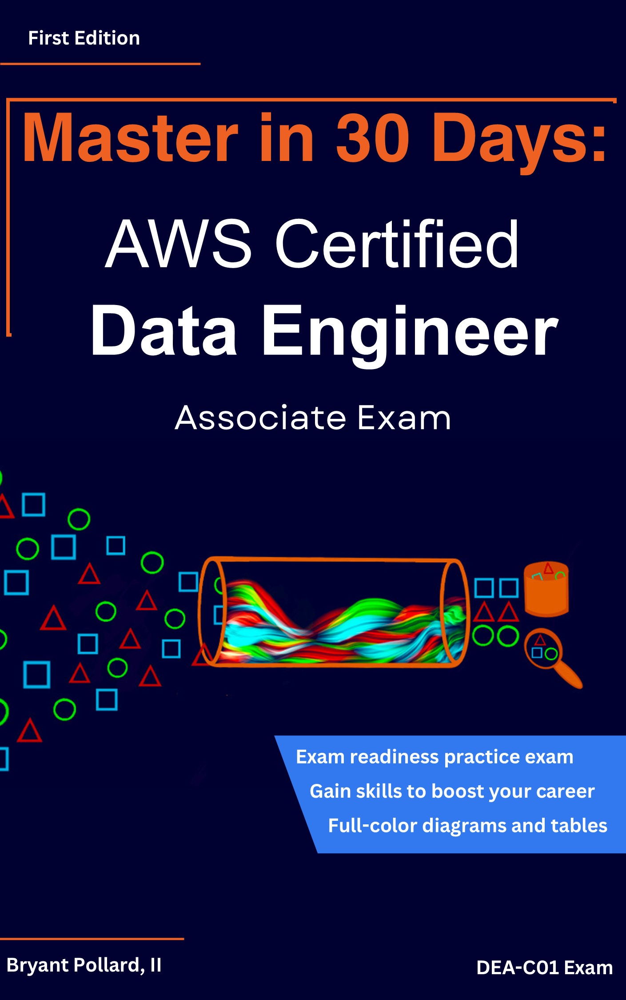 First Edition
Master in 30 Days:
AWS Certified
Data Engineer
Associate Exam
Exam readiness practice exam
Gain skills to boost your career
Full-color diagrams and tables
Bryant Pollard, II
DEA-C01 Exam